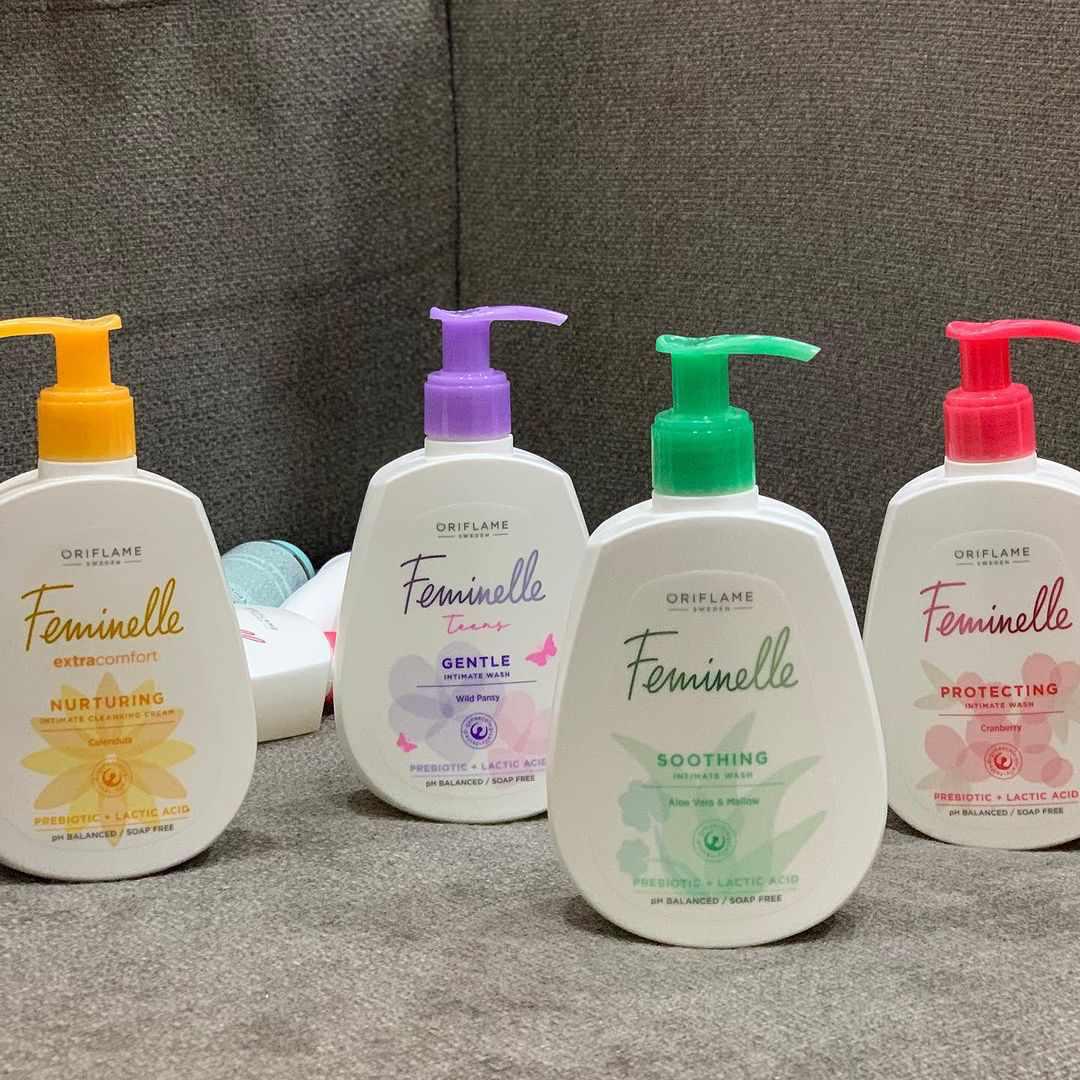 ORIFLAME
SWEDEN
Feminelle
extracomfort
NURTURING
INTIMATE CLEANSING CREAM
Calendula
PREBIOTIC + LACTIC ACID
pH BALANCED / SOAP FREE
ORIFLAME
SWEDEN
Feminelle
Teens
GENTLE
INTIMATE WASH
Wild Pansy
PREBIOTIC + LACTIC ACID
pH BALANCED / SOAP FREE
ORIFLAME
SWEDEN
Feminelle
SOOTHING
INTIMATE WASH
Aloe Vera & Mallow
PREBIOTIC + LACTIC ACID
pH BALANCED / SOAP FREE
ORIFLAME
SWEDEN
Feminelle
PROTECTING
INTIMATE WASH
Cranberry
PREBIOTIC + LACTIC ACID
pH BALANCED / SOAP FREE